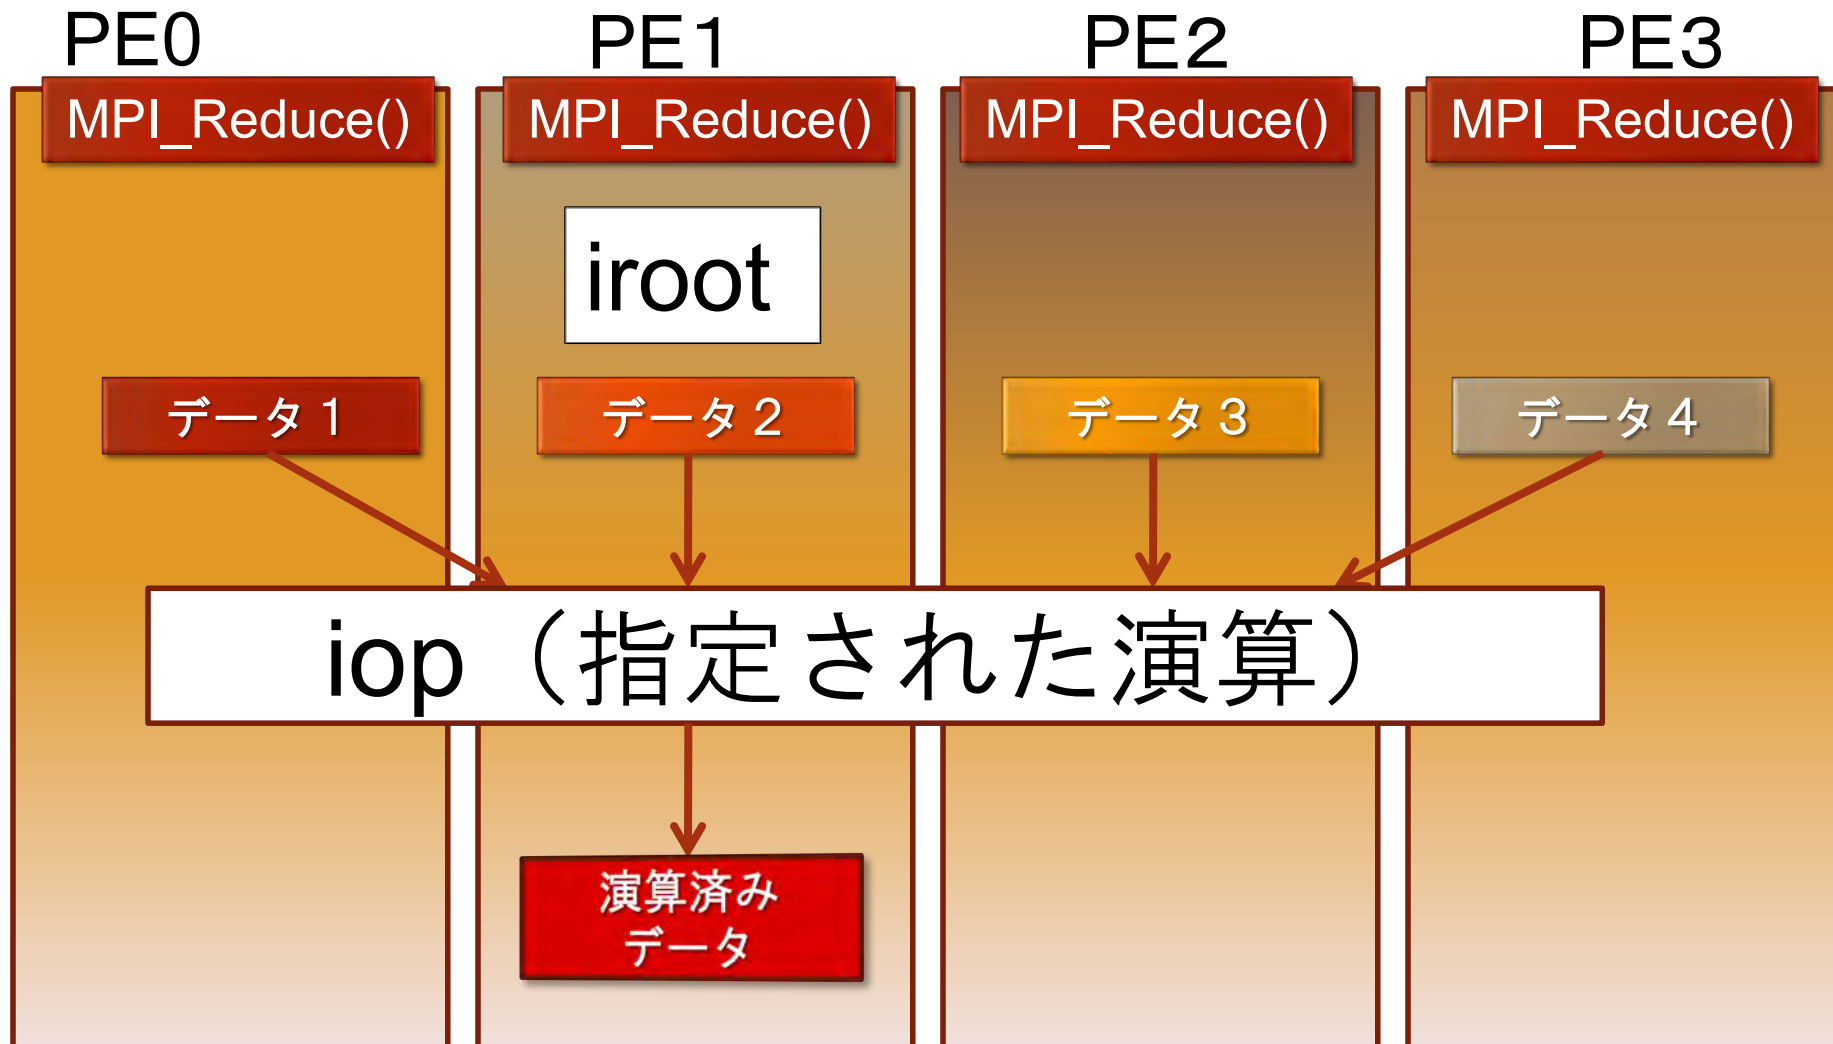 PE0
PE1
PE2
PE3
MPI_Reduce()
MPI_Reduce()
MPI_Reduce()
MPI_Reduce()
iroot
データ1
データ2
データ3
データ4
iop（指定された演算）
演算済み
データ